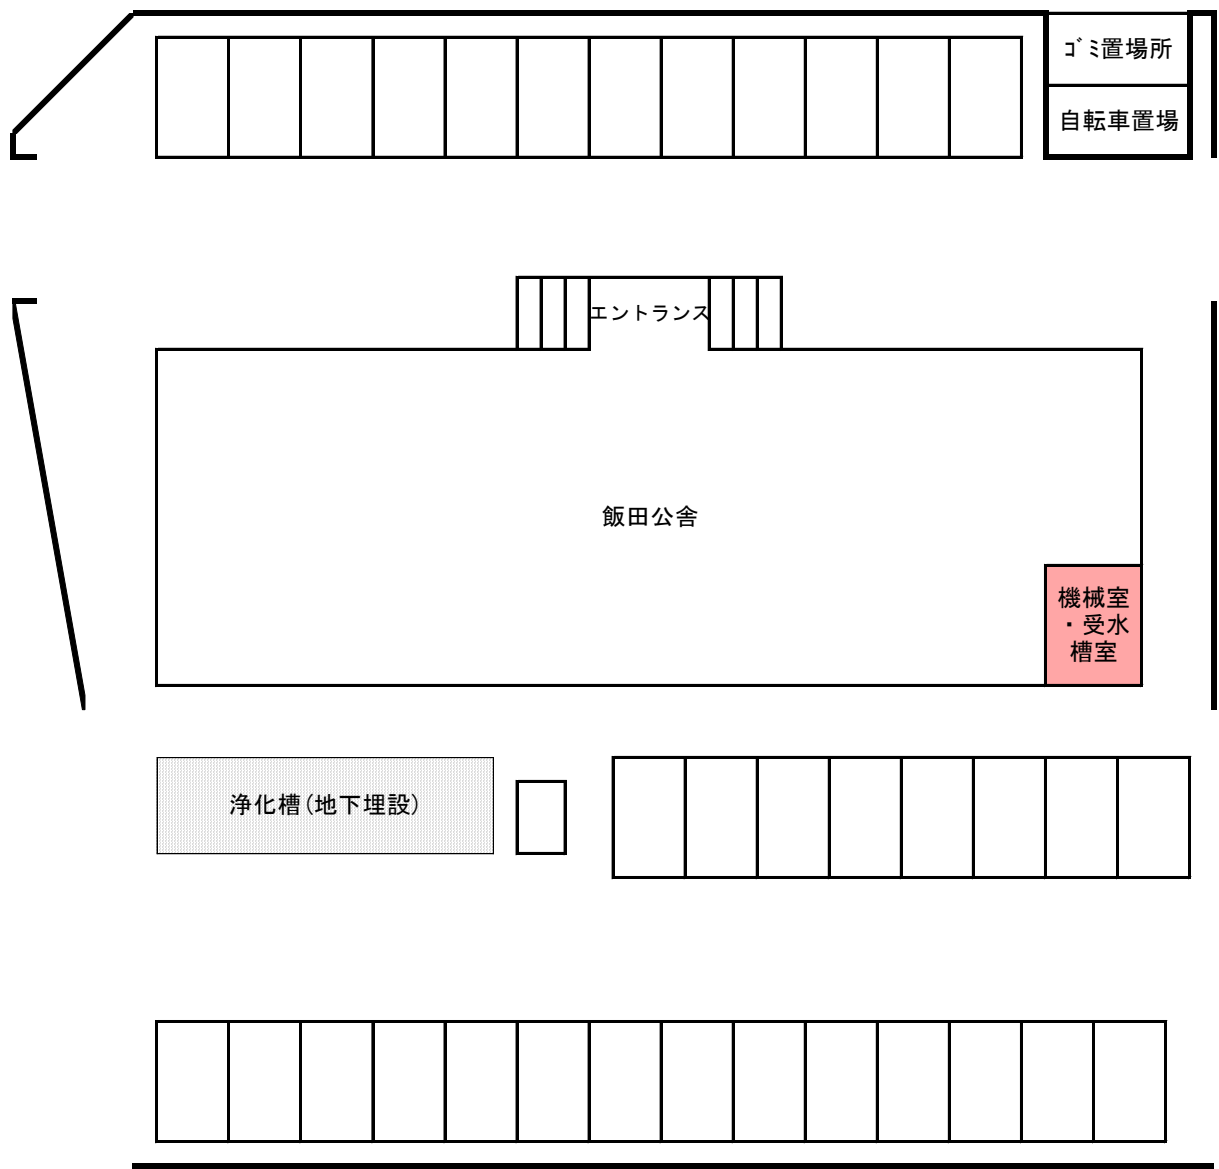 ｺﾞﾐ置場所
自転車置場
エントランス
飯田公舎
機械室
・受水
槽室
浄化槽(地下埋設)